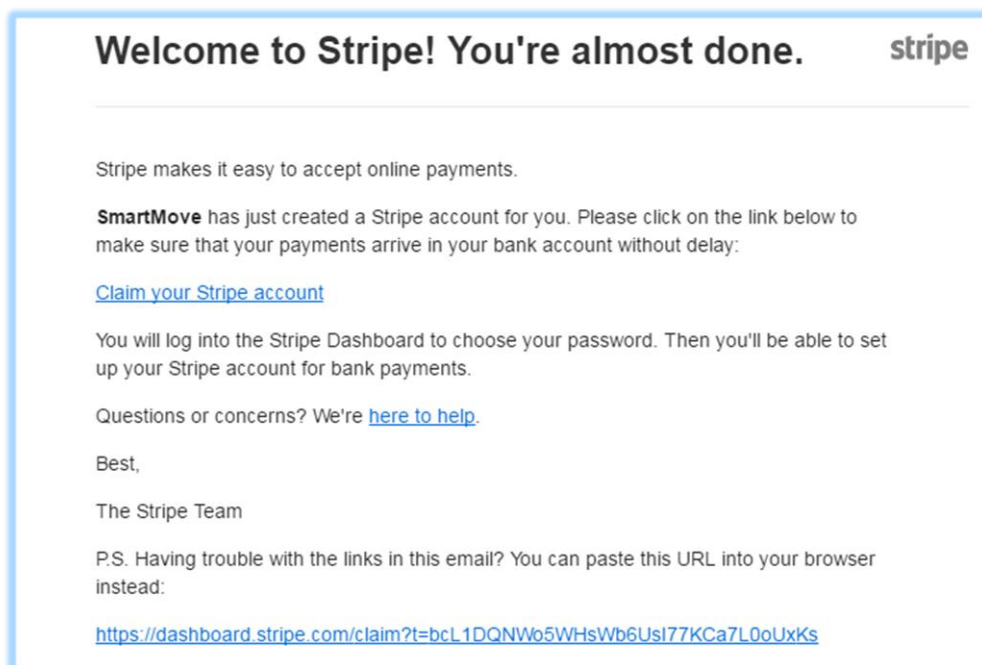 Welcome to Stripe! You're almost done.
stripe
Stripe makes it easy to accept online payments.
SmartMove has just created a Stripe account for you. Please click on the link below to
make sure that your payments arrive in your bank account without delay:
Claim your Stripe account
You will log into the Stripe Dashboard to choose your password. Then you'll be able to set
up your Stripe account for bank payments.
Questions or concerns? We're here to help.
Best,
The Stripe Team
P.S. Having trouble with the links in this email? You can paste this URL into your browser
instead:
https://dashboard.stripe.com/claim?t=bcL1DQNWo5WHsWb6UsI77KCa7L0oUxKs